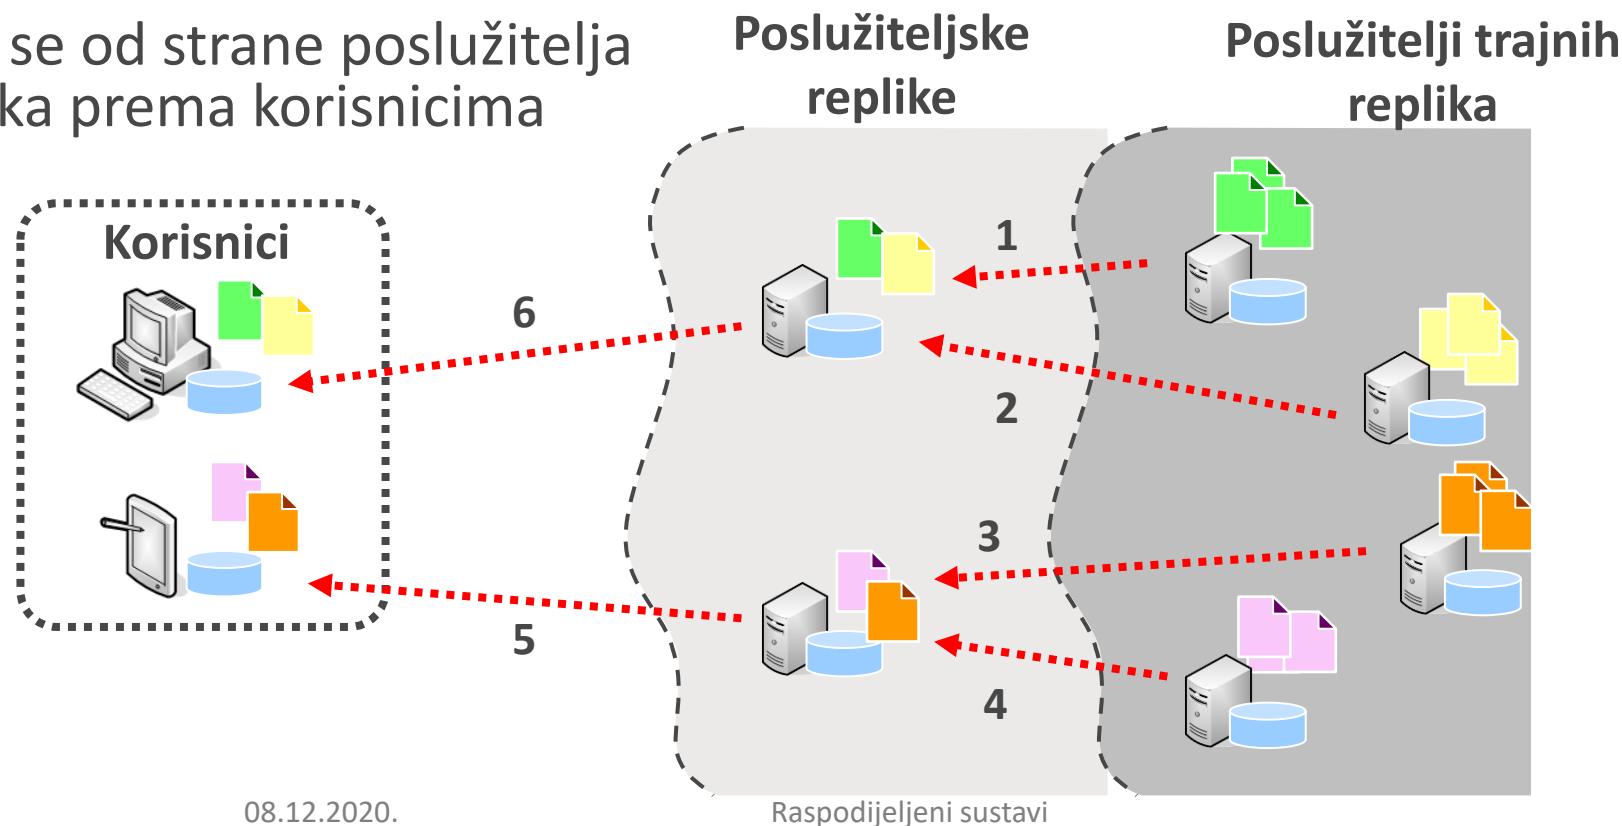 se od strane poslužitelja
ka prema korisnicima
Poslužiteljske
replike
Poslužitelji trajnih
replika
Korisnici
1
6
2
3
5
4
08.12.2020.
Raspodijeljeni sustavi